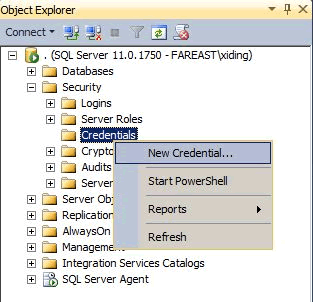 Object Explorer
Connect
. (SQL Server 11.0.1750 - FAREAST\xiding)
Databases
Security
Logins
Server Roles
Credentials
Crypto
New Credential...
Audits
Start PowerShell
Server
Server Ob
Reports
Replication
AlwaysOn
Refresh
Management
Integration Services Catalogs
SQL Server Agent